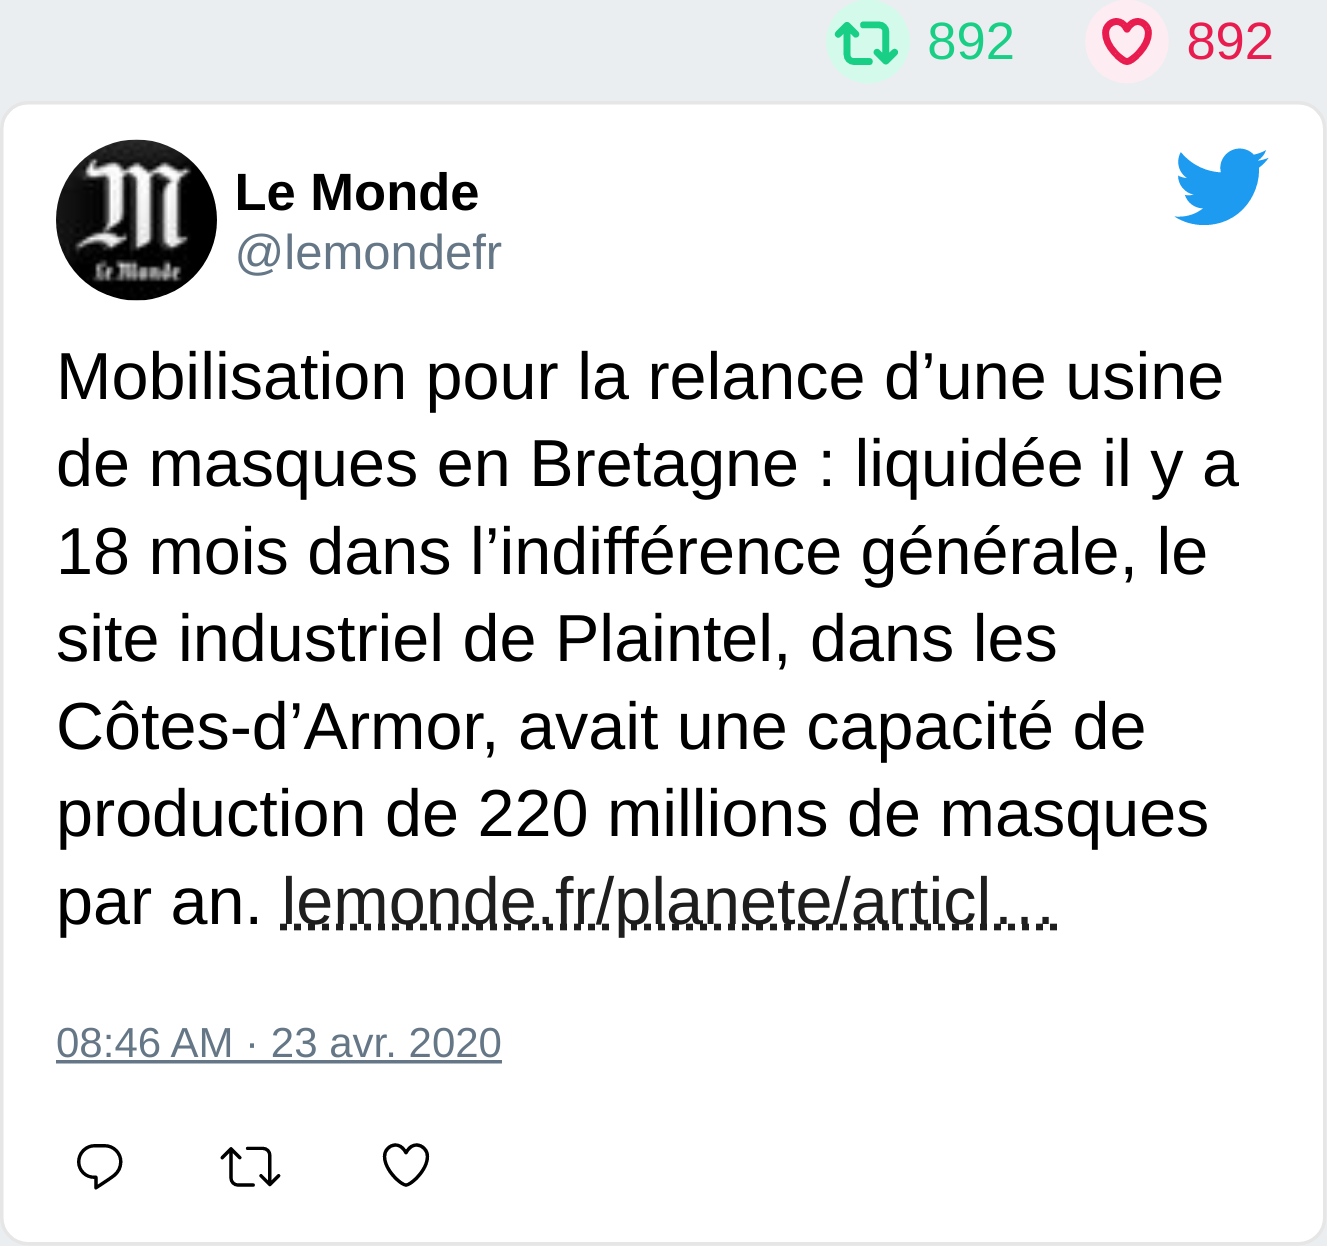 892 892
Le Monde
Le Monde
@lemondefr
Mobilisation pour la relance d’une usine
de masques en Bretagne : liquidée il y a
18 mois dans l’indifférence générale, le
site industriel de Plaintel, dans les
Côtes-d’Armor, avait une capacité de
production de 220 millions de masques
par an. lemonde.fr/planete/articl…
08:46 AM · 23 avr. 2020